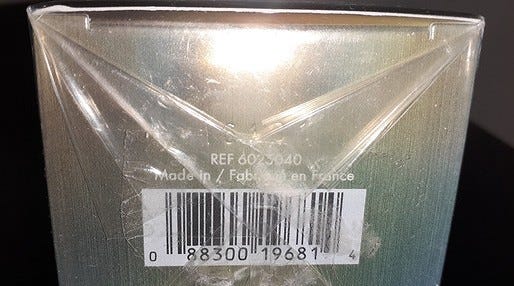 REF 6023040
Made in / Fabriqué en France
0 88300 19681 4